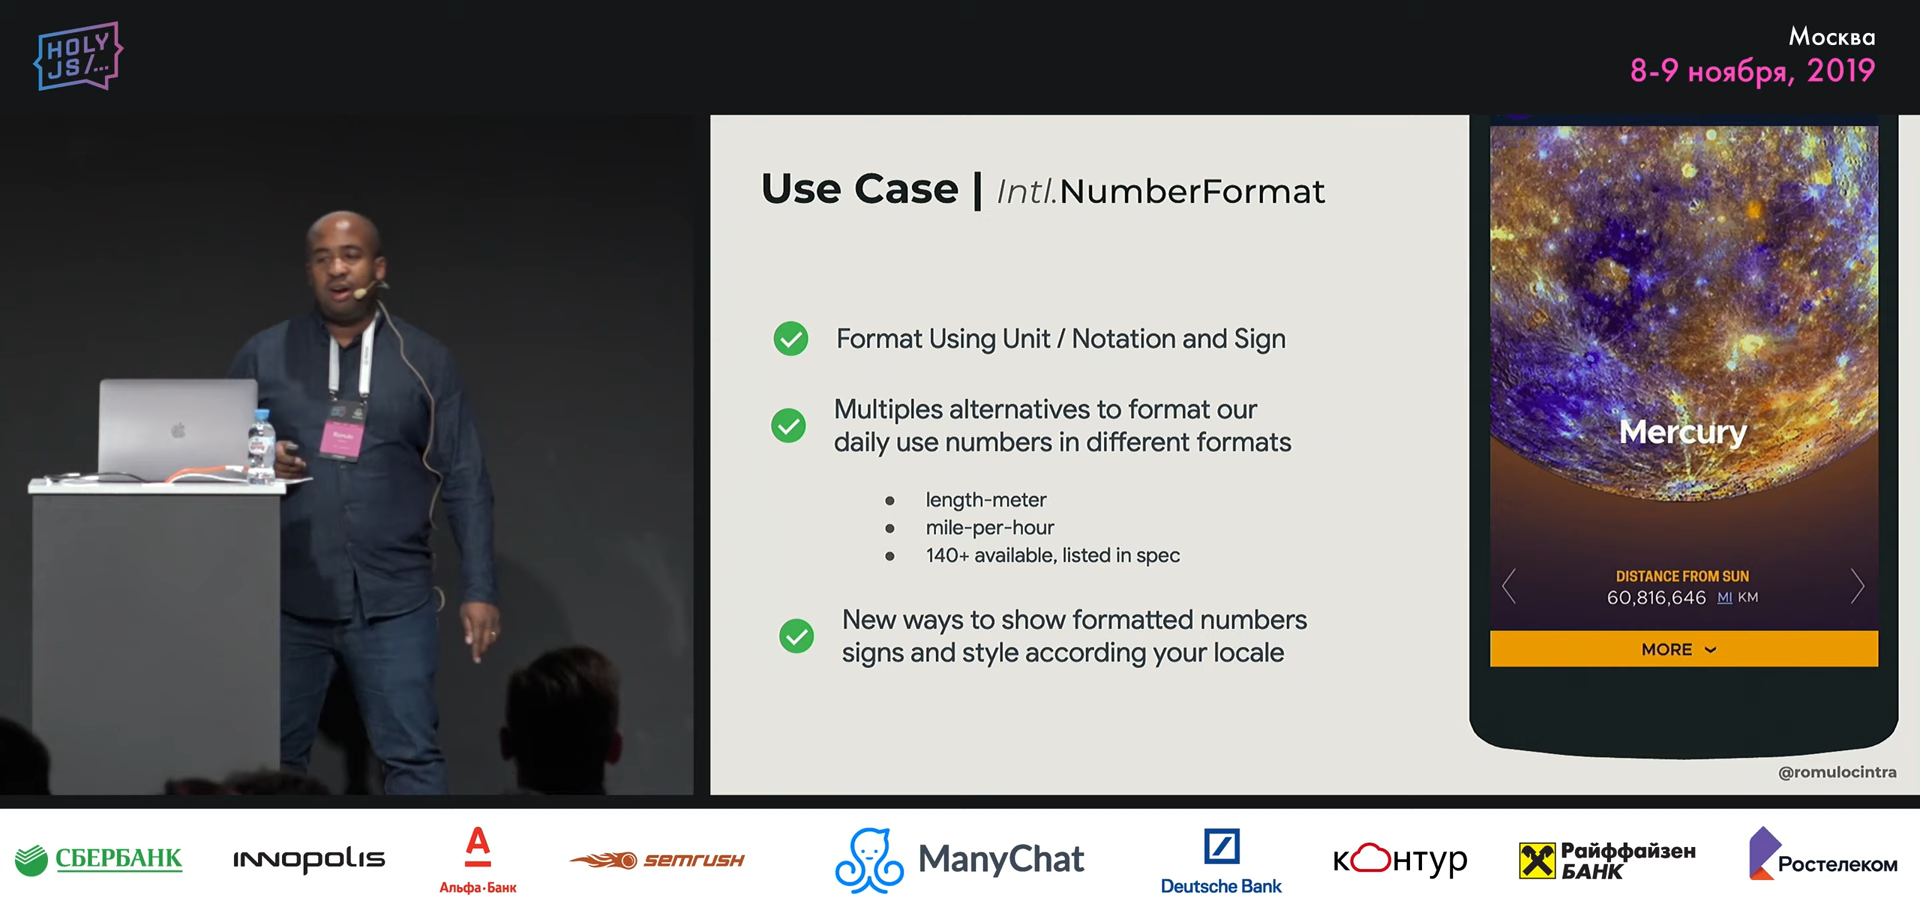 HOLY
JS/...
Москва
8-9 ноября, 2019
Use Case | Intl.NumberFormat
Format Using Unit / Notation and Sign
Multiples alternatives to format our
daily use numbers in different formats
● length-meter
● mile-per-hour
● 140+ available, listed in spec
New ways to show formatted numbers
signs and style according your locale
Mercury
DISTANCE FROM SUN
60,816,646 MI KM
MORE
@romulocintra
Romulo
СБЕРБАНК
INNOPOLIS
А
Альфа·Банк
SEMRUSH
ManyChat
Deutsche Bank
КОНТУР
Райффайзен
БАНК
Ростелеком